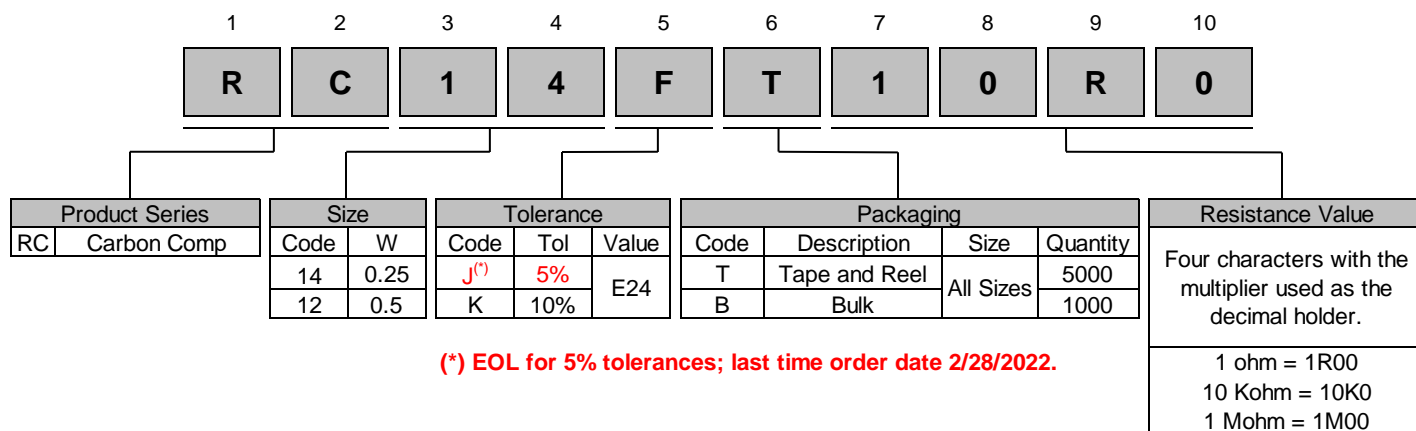 1 2 3 4 5 6 7 8 9 10
R C 1 4 F T 1 0 R 0
Product Series
RC Carbon Comp
Size
Code W
14 0.25
12 0.5
Tolerance
Code Tol Value
J(*) 5% E24
K 10%
Packaging
Code Description Size Quantity
T Tape and Reel All Sizes 5000
B Bulk 1000
Resistance Value
Four characters with the
multiplier used as the
decimal holder.
1 ohm = 1R00
10 Kohm = 10K0
1 Mohm = 1M00
(*) EOL for 5% tolerances; last time order date 2/28/2022.